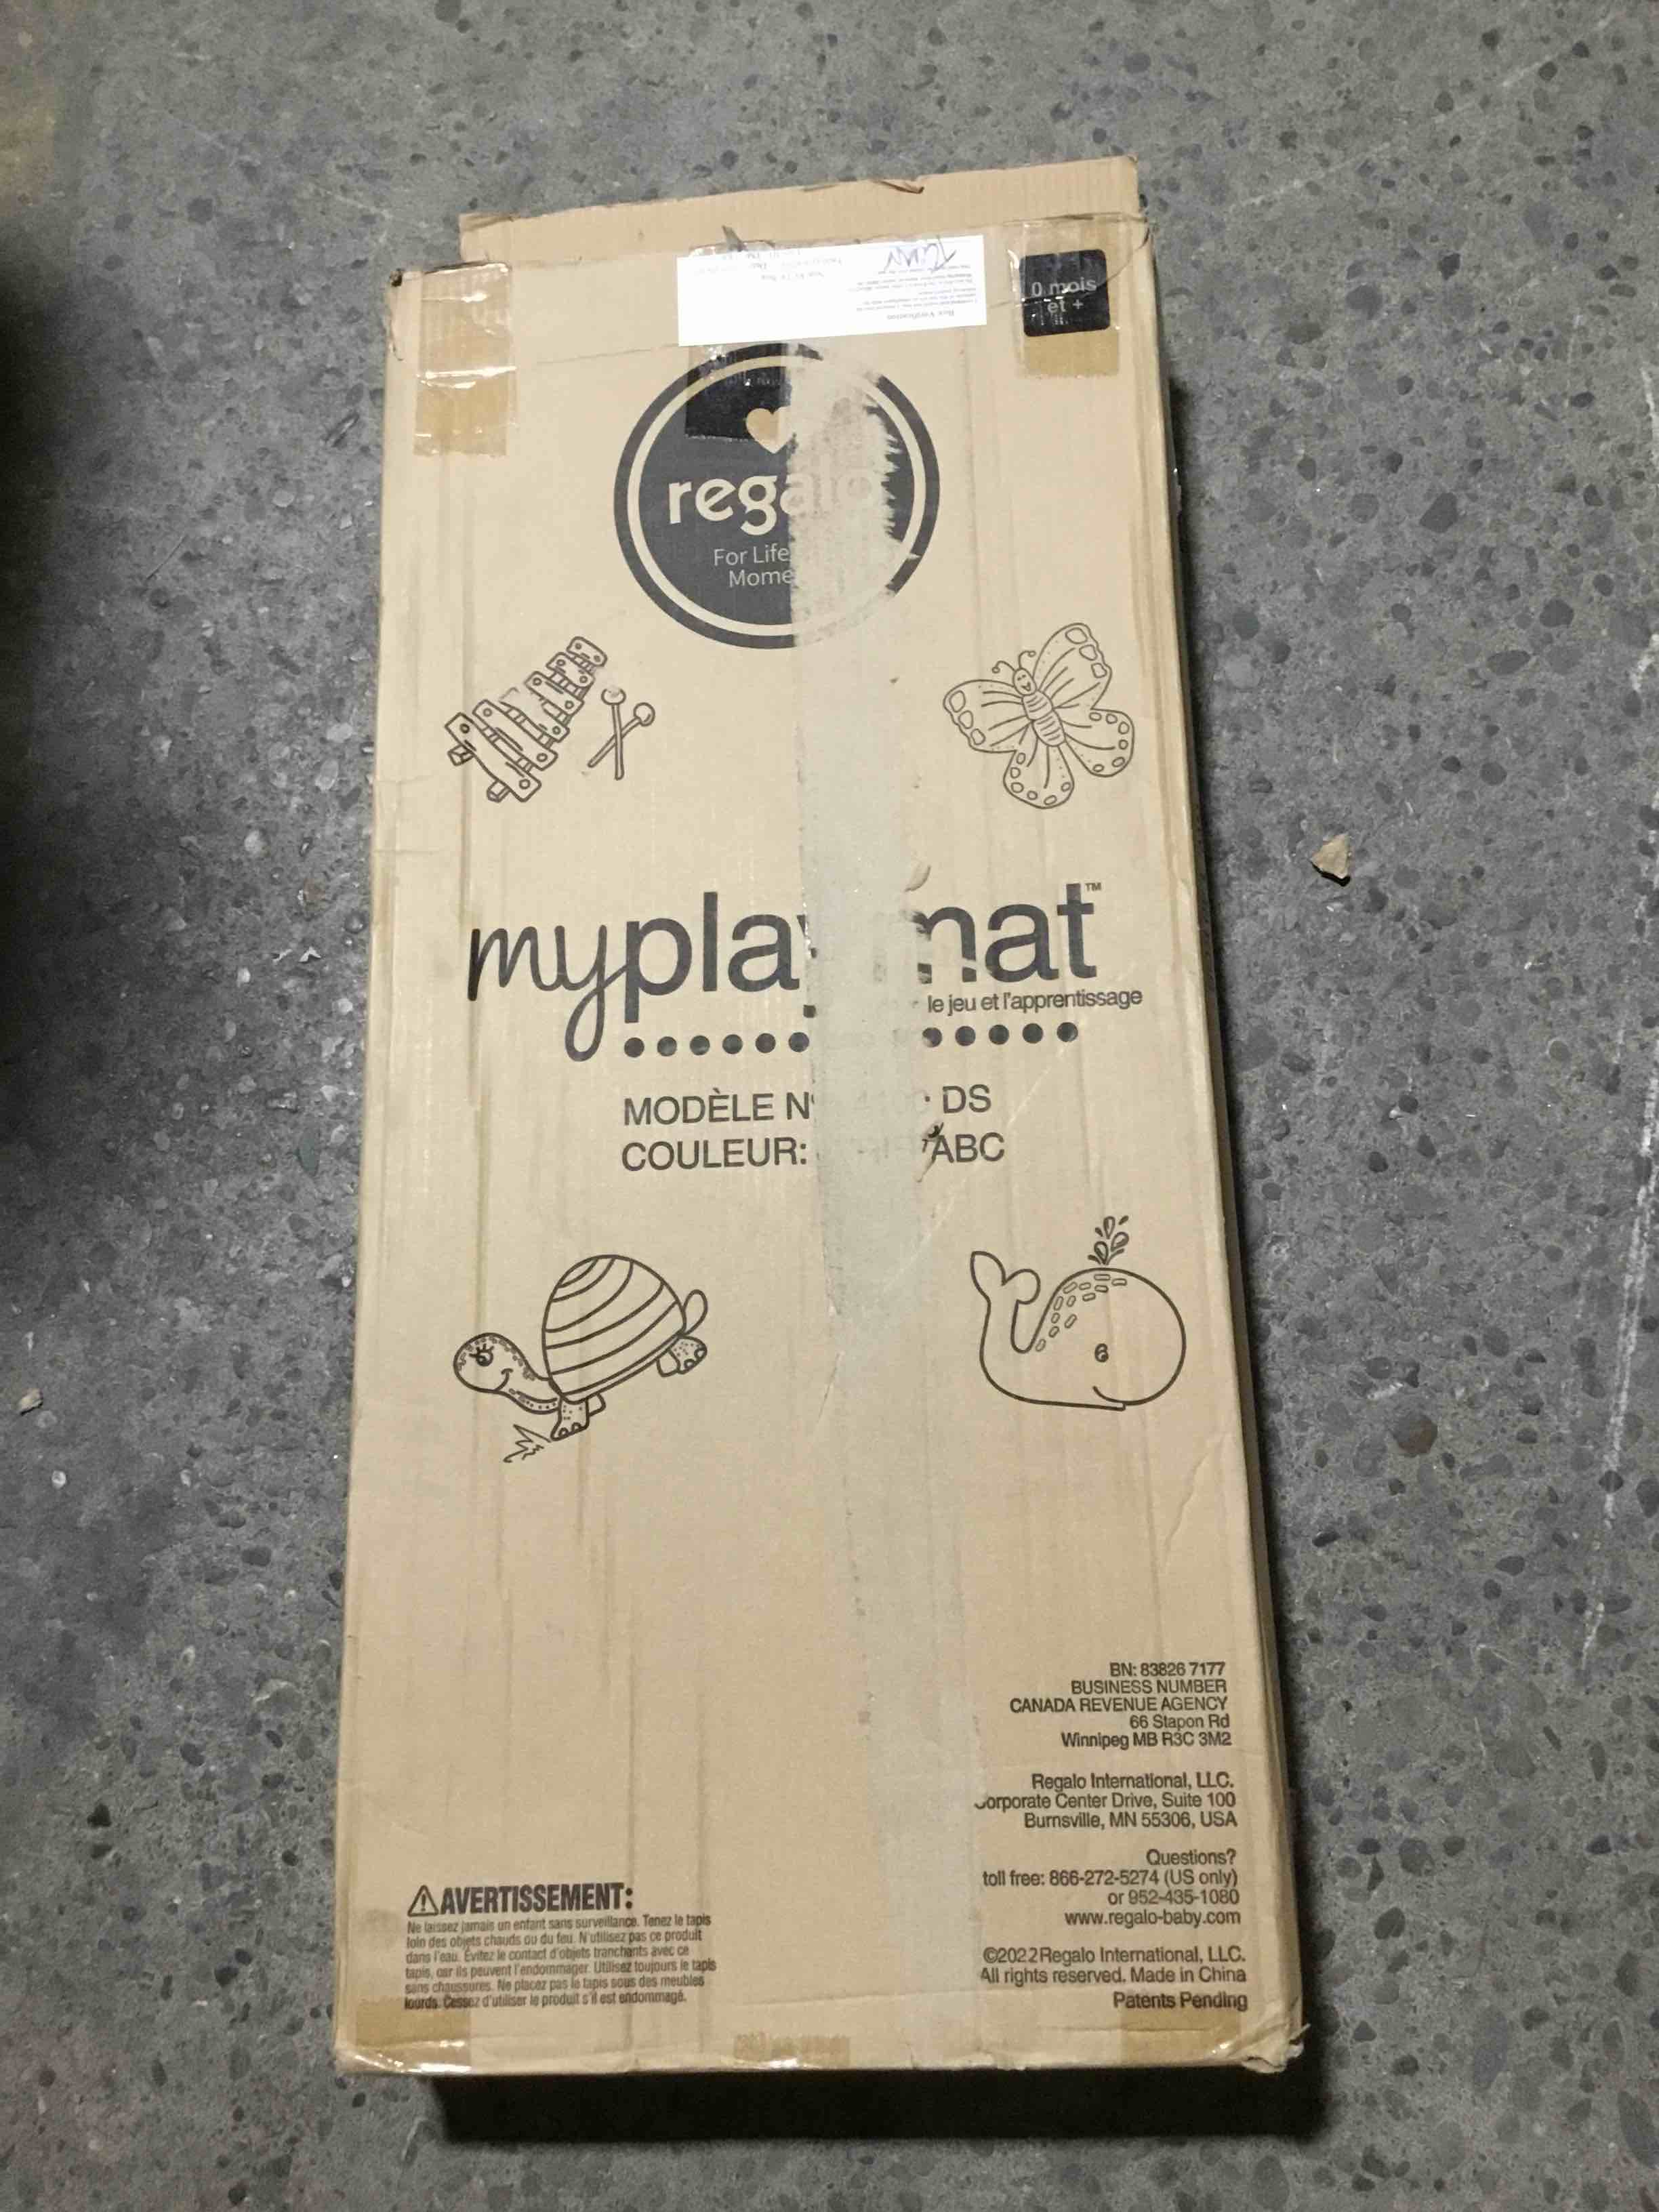 0 mois
et +
Box Verification
reg
For Life
Mome
myplay mat™
le jeu et l'apprentissage
MODÈLE N° DS
COULEUR: ABC
BN: 83826 7177
BUSINESS NUMBER
CANADA REVENUE AGENCY
66 Stapon Rd
Winnipeg MB R3C 3M2
Regalo International, LLC.
Corporate Center Drive, Suite 100
Burnsville, MN 55306, USA
Questions?
toll free: 866-272-5274 (US only)
or 952-435-1080
www.regalo-baby.com
©2022 Regalo International, LLC.
All rights reserved. Made in China
Patents Pending
AVERTISSEMENT:
Ne laissez jamais un enfant sans surveillance. Tenez le tapis
loin des objets chauds ou du feu. N'utilisez pas ce produit
dans l'eau. Évitez le contact d'objets tranchants avec ce
tapis, car ils peuvent l'endommager. Utilisez toujours le tapis
sans chaussures. Ne placez pas le tapis sous des meubles
lourds. Cessez d'utiliser le produit s'il est endommagé.